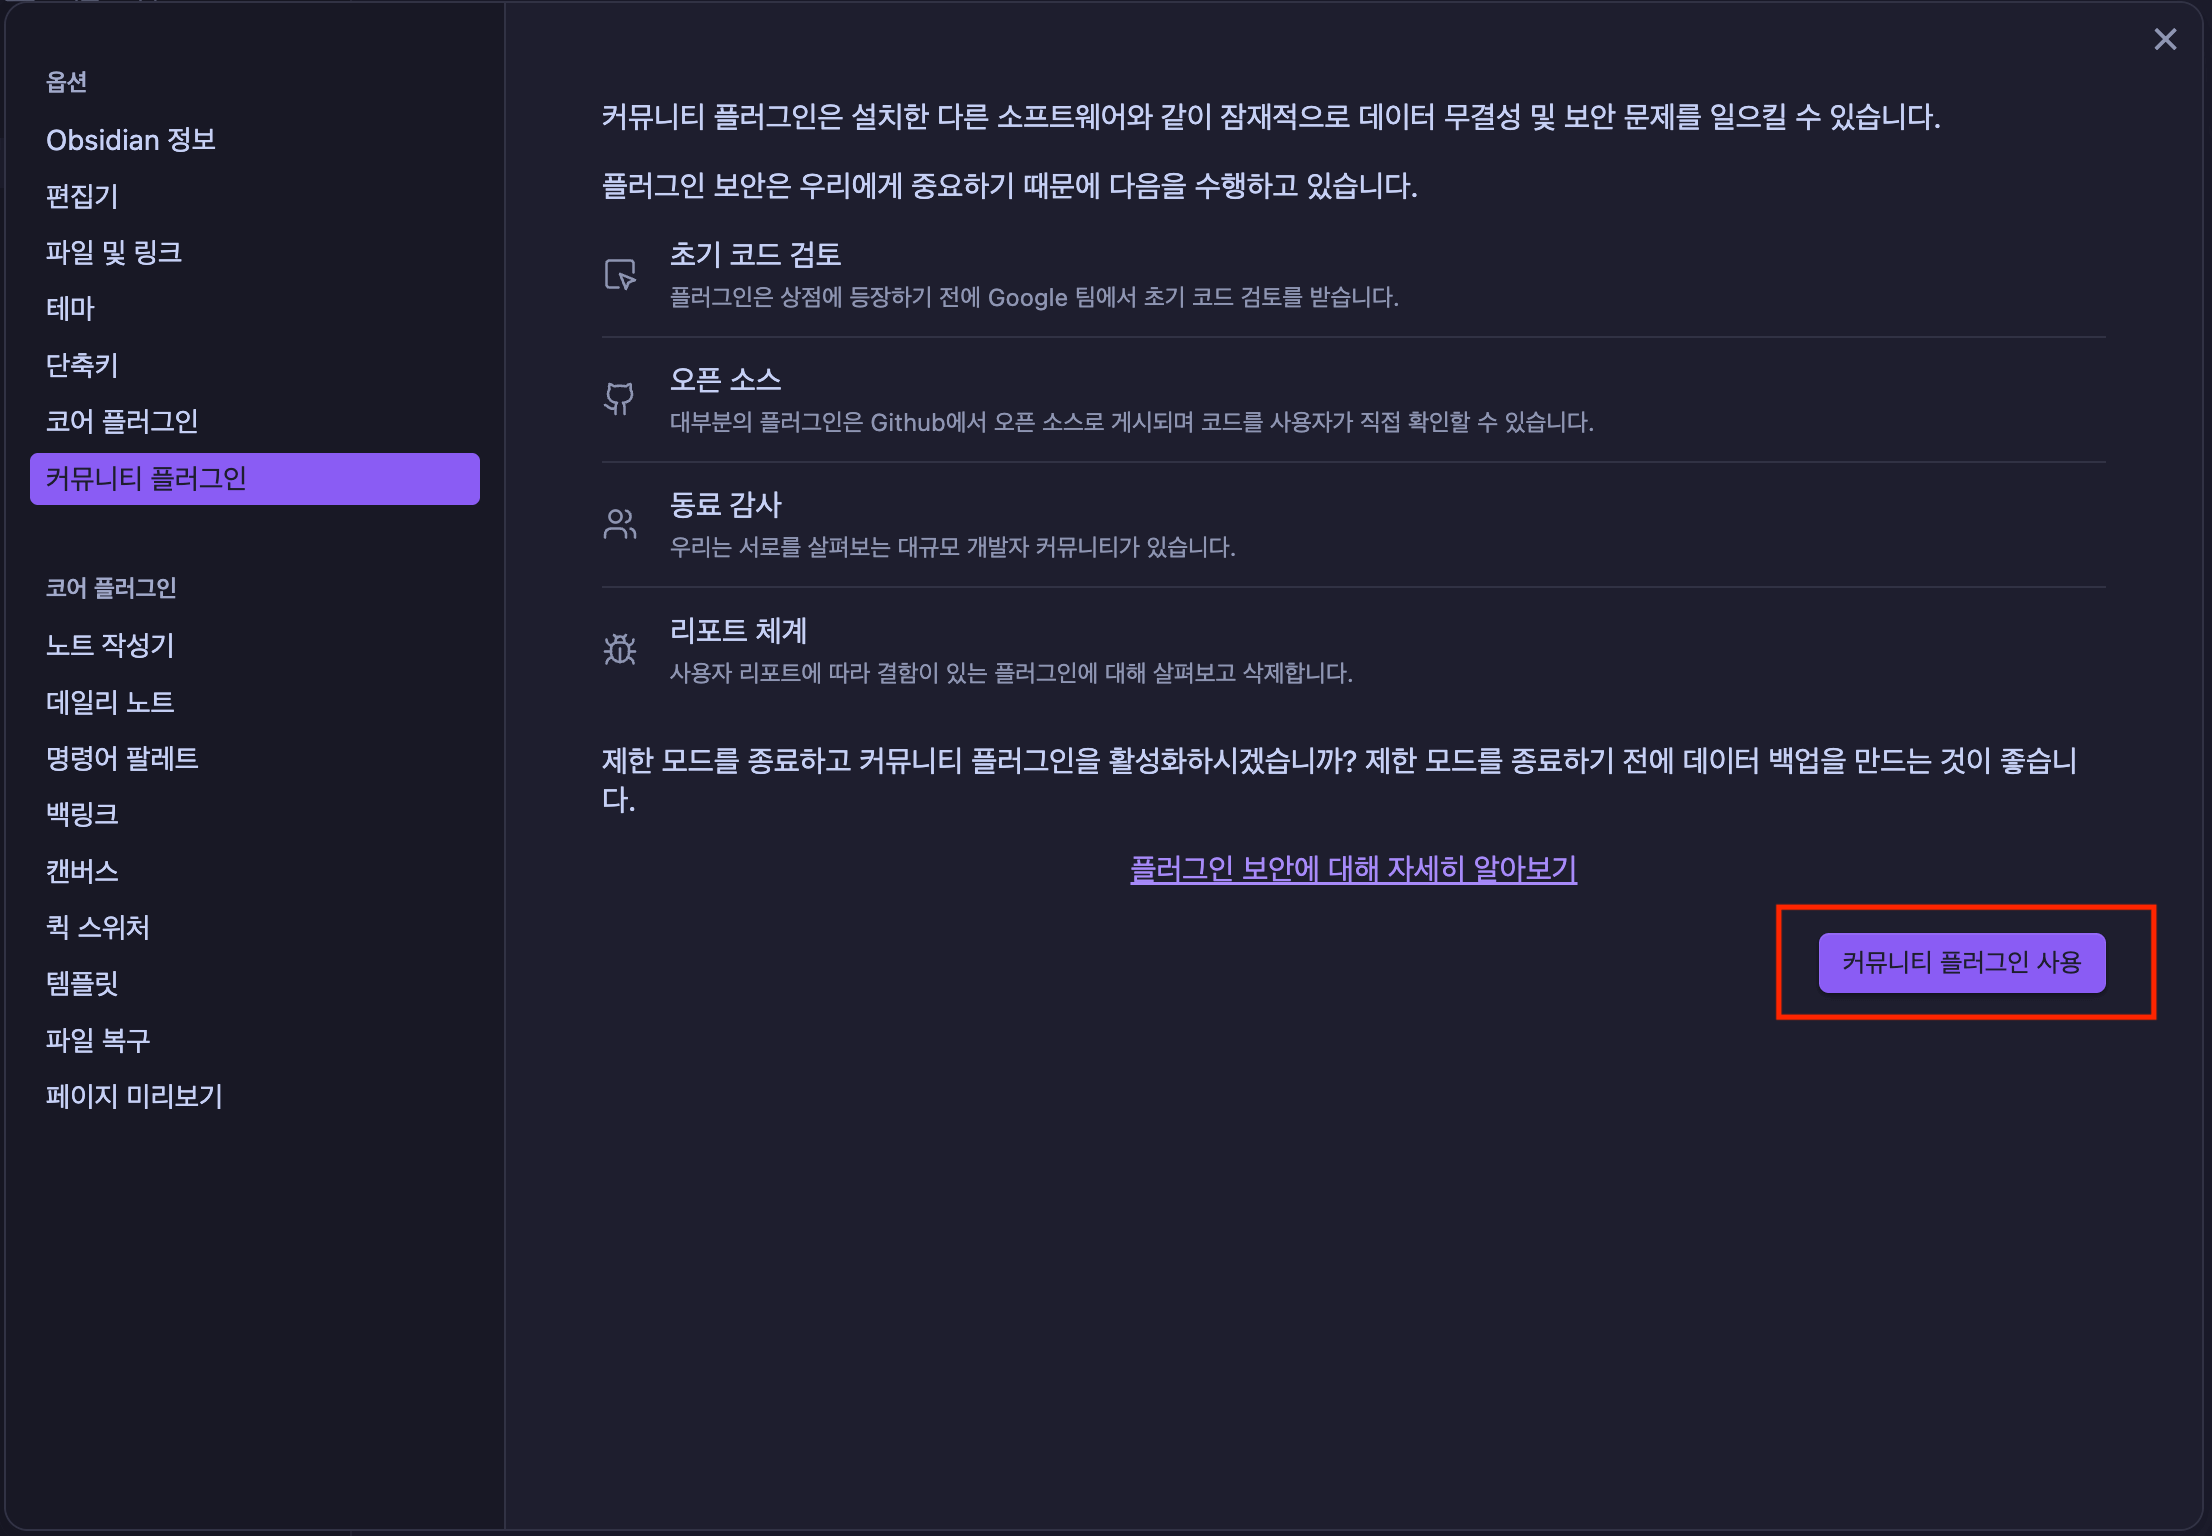 옵션
Obsidian 정보
편집기
파일 및 링크
테마
단축키
코어 플러그인
커뮤니티 플러그인
코어 플러그인
노트 작성기
데일리 노트
명령어 팔레트
백링크
캔버스
퀵 스위처
템플릿
파일 복구
페이지 미리보기
커뮤니티 플러그인은 설치한 다른 소프트웨어와 같이 잠재적으로 데이터 무결성 및 보안 문제를 일으킬 수 있습니다.
플러그인 보안은 우리에게 중요하기 때문에 다음을 수행하고 있습니다.
초기 코드 검토
플러그인은 상점에 등장하기 전에 Google 팀에서 초기 코드 검토를 받습니다.
오픈 소스
대부분의 플러그인은 Github에서 오픈 소스로 게시되며 코드를 사용자가 직접 확인할 수 있습니다.
동료 감사
우리는 서로를 살펴보는 대규모 개발자 커뮤니티가 있습니다.
리포트 체계
사용자 리포트에 따라 결함이 있는 플러그인에 대해 살펴보고 삭제합니다.
제한 모드를 종료하고 커뮤니티 플러그인을 활성화하시겠습니까? 제한 모드를 종료하기 전에 데이터 백업을 만드는 것이 좋습니
다.
플러그인 보안에 대해 자세히 알아보기
커뮤니티 플러그인 사용